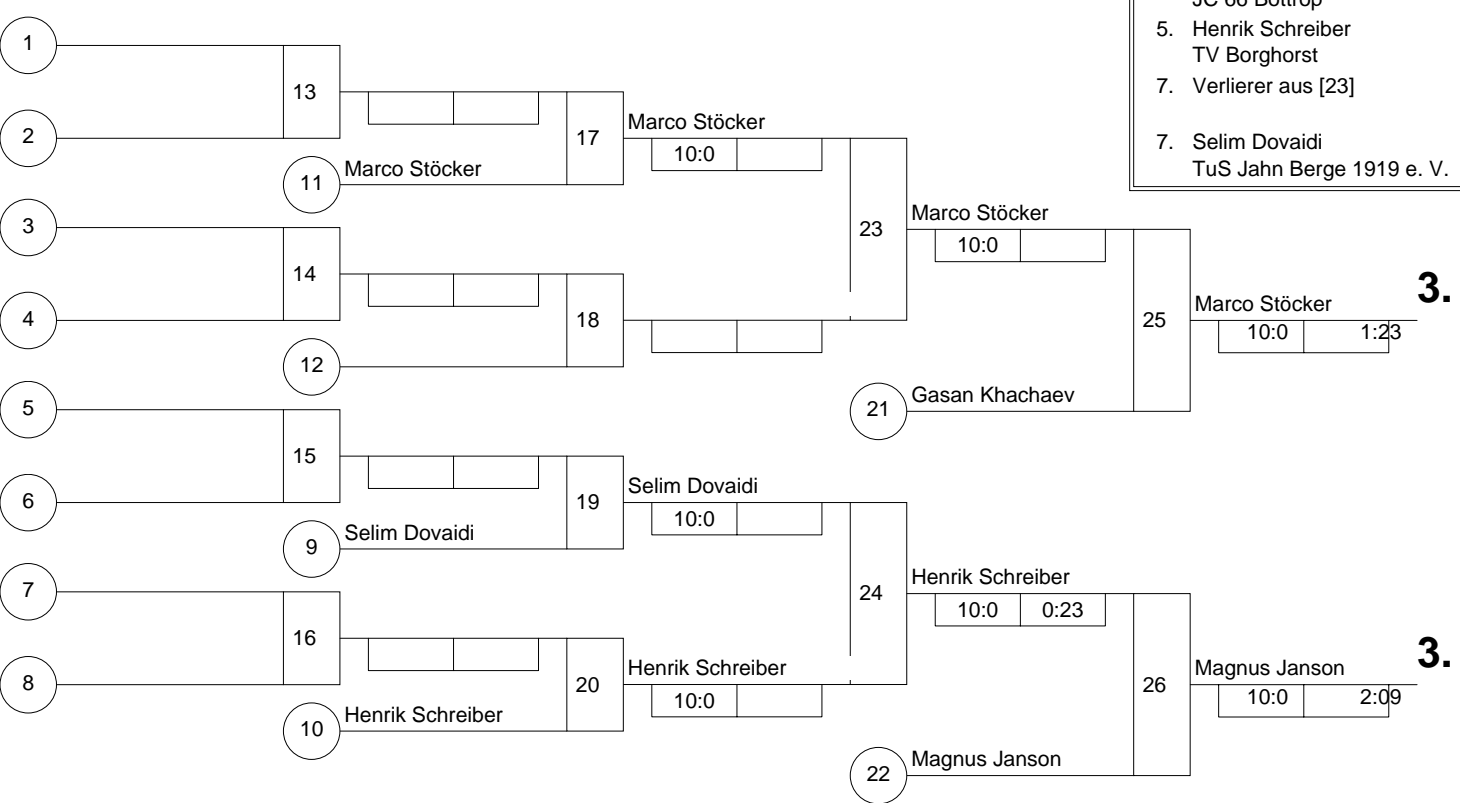 JC 66 Bottrop
5. Henrik Schreiber
TV Borghorst
7. Verlierer aus [23]
7. Selim Dovaidi
TuS Jahn Berge 1919 e. V.
1
13
2
17
Marco Stöcker
10:0
11
Marco Stöcker
3
23
Marco Stöcker
10:0
14
4
18
25
Marco Stöcker
10:0 1:23
3.
12
5
21
Gasan Khachaev
15
6
19
Selim Dovaidi
10:0
9
Selim Dovaidi
7
24
Henrik Schreiber
10:0 0:23
16
8
20
Henrik Schreiber
10:0
26
Magnus Janson
10:0 2:09
3.
10
Henrik Schreiber
22
Magnus Janson